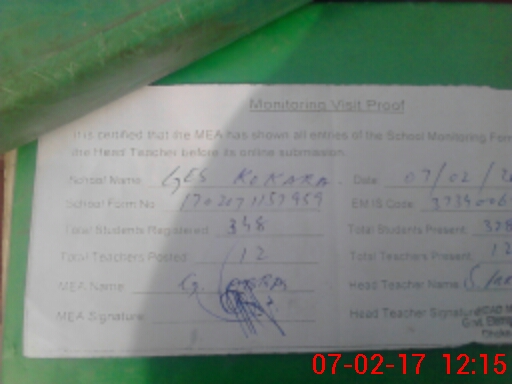 Monitoring Visit Proof
It is certified that the MEA has shown all entries of the School Monitoring Form
the Head Teacher before its online submission.
School Name GES KOKARA. Date: 07/02/
School Form No 1702071157959 EMIS Code:
Total Students Registered: 348 Total Students Present: 328
Total Teachers Posted: 12 Total Teachers Present: 12
MEA Name Head Teacher Name
MEA Signature Head Teacher Signature
07-02-17 12:15